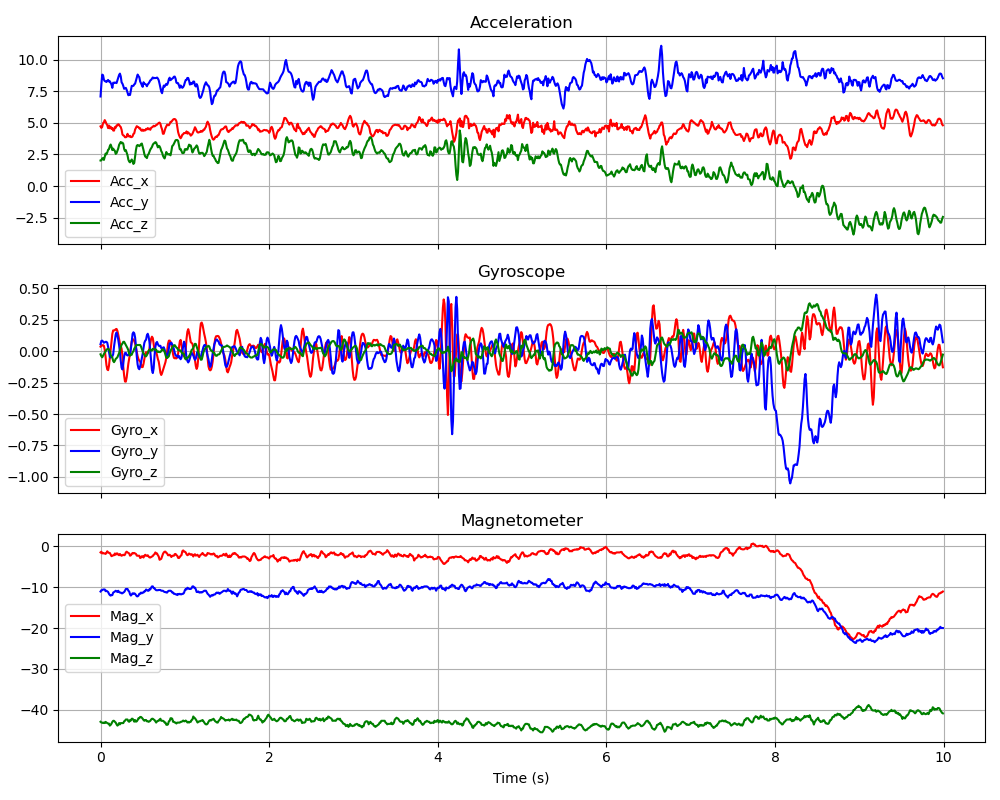 Acceleration
10.0
7.5
5.0
2.5
0.0
−2.5
Acc_x
Acc_y
Acc_z
Gyroscope
0.50
0.25
0.00
−0.25
−0.50
−0.75
−1.00
Gyro_x
Gyro_y
Gyro_z
Magnetometer
0
−10
−20
−30
−40
Mag_x
Mag_y
Mag_z
0 2 4 6 8 10
Time (s)